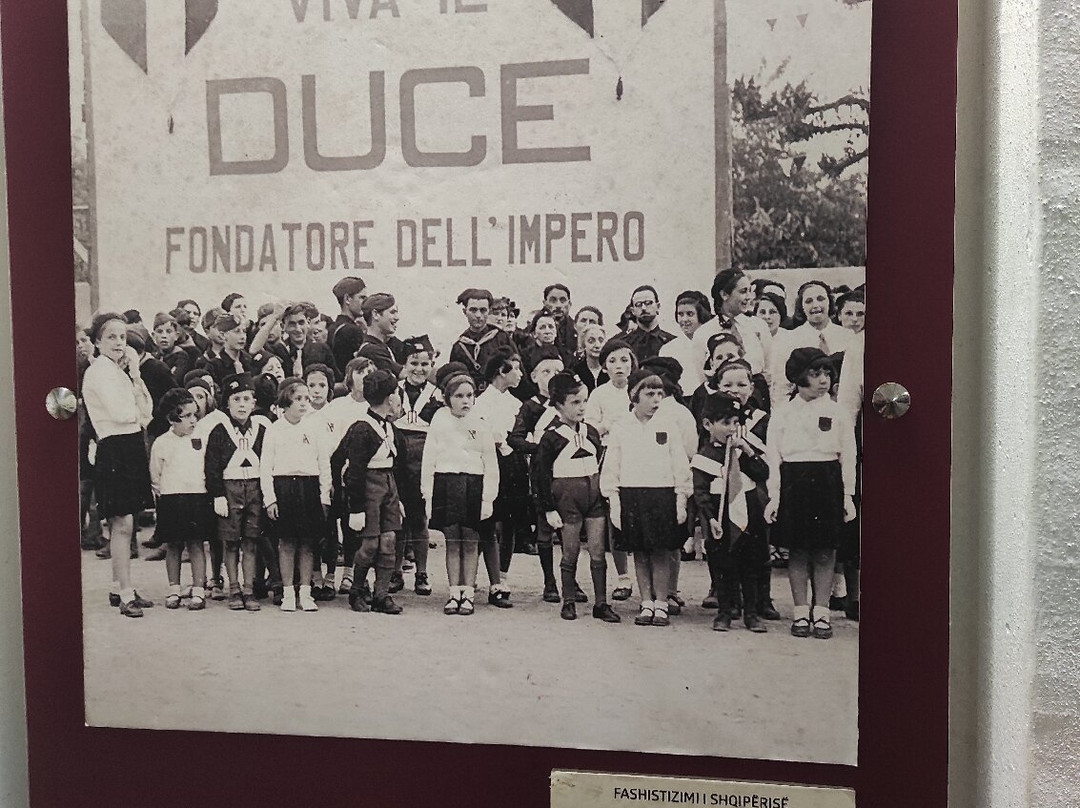 VIVA IL
DUCE
FONDATORE DELL'IMPERO
FASHISTIZIMI I SHQIPËRISË